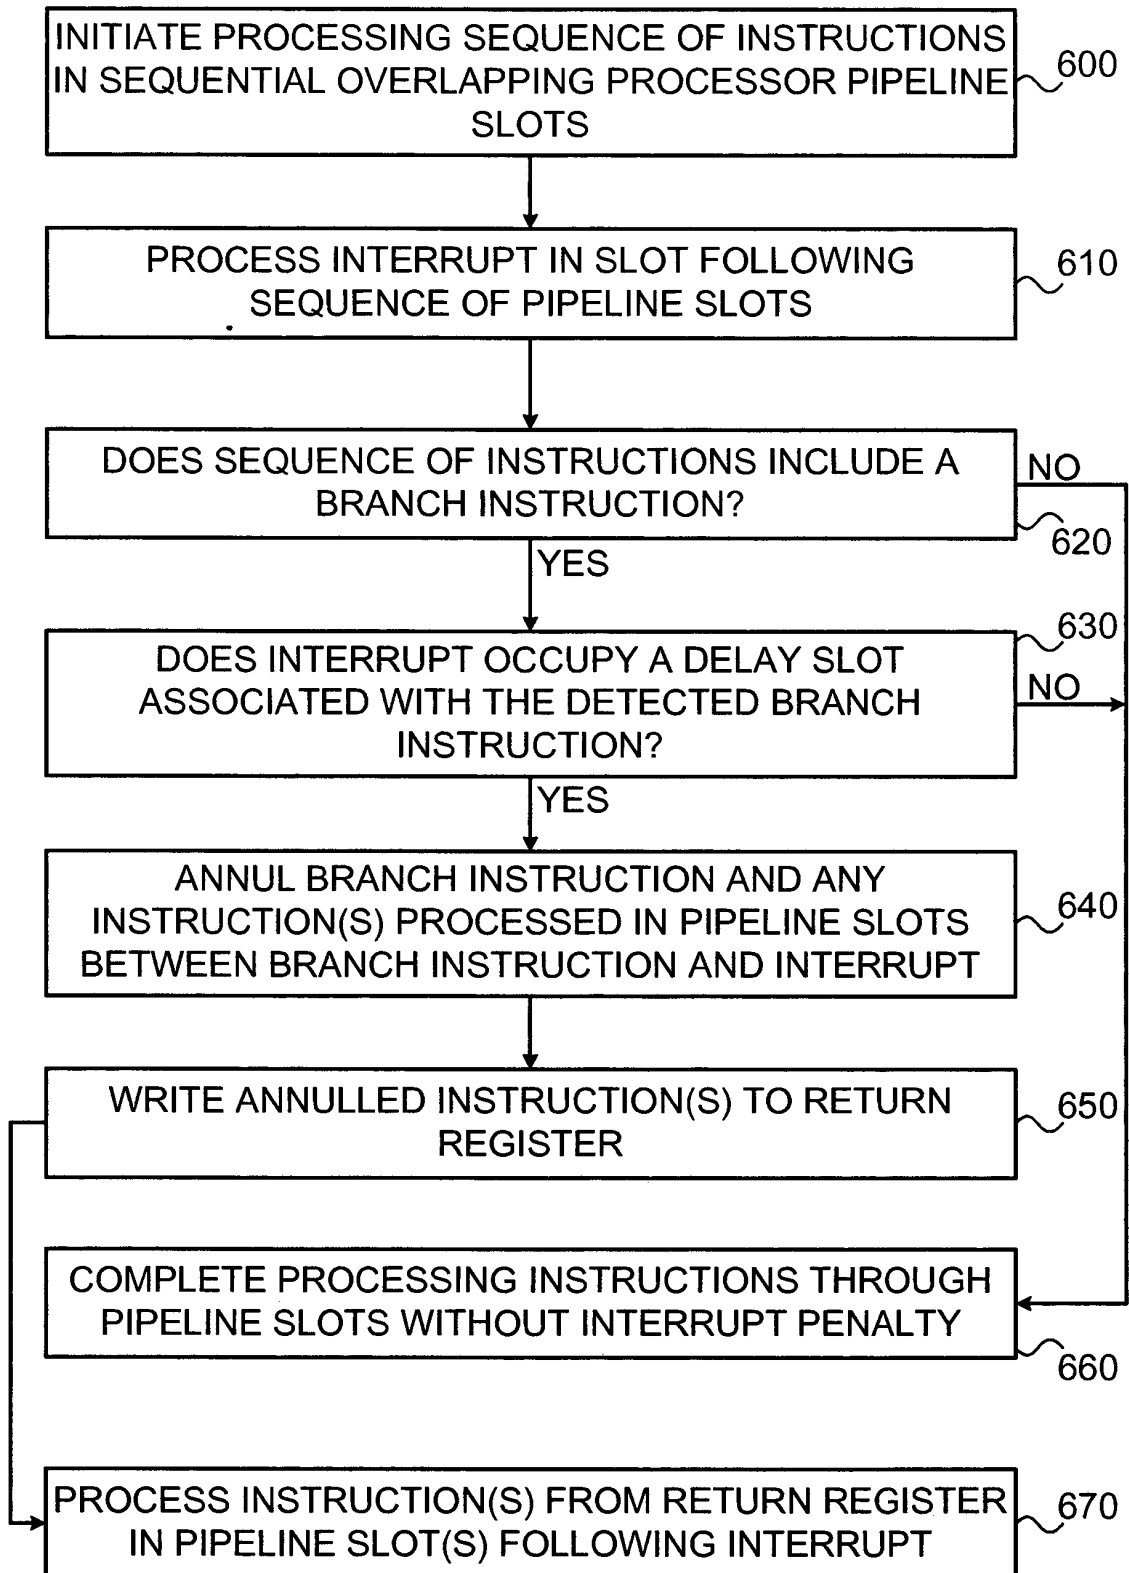 INITIATE PROCESSING SEQUENCE OF INSTRUCTIONS
IN SEQUENTIAL OVERLAPPING PROCESSOR PIPELINE
SLOTS
600
PROCESS INTERRUPT IN SLOT FOLLOWING
SEQUENCE OF PIPELINE SLOTS
610
DOES SEQUENCE OF INSTRUCTIONS INCLUDE A
BRANCH INSTRUCTION?
NO
620
YES
630
DOES INTERRUPT OCCUPY A DELAY SLOT
ASSOCIATED WITH THE DETECTED BRANCH
INSTRUCTION?
NO
YES
ANNUL BRANCH INSTRUCTION AND ANY
INSTRUCTION(S) PROCESSED IN PIPELINE SLOTS
BETWEEN BRANCH INSTRUCTION AND INTERRUPT
640
WRITE ANNULLED INSTRUCTION(S) TO RETURN
REGISTER
650
COMPLETE PROCESSING INSTRUCTIONS THROUGH
PIPELINE SLOTS WITHOUT INTERRUPT PENALTY
660
PROCESS INSTRUCTION(S) FROM RETURN REGISTER
IN PIPELINE SLOT(S) FOLLOWING INTERRUPT
670